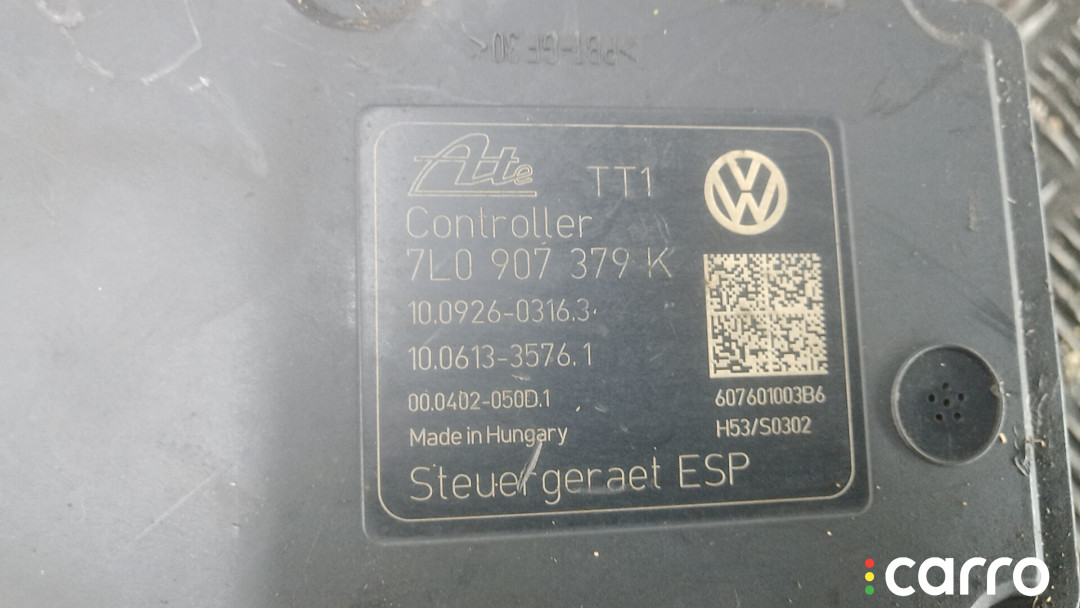 >PBT-GF30<
Ate
TT1
Controller
7L0 907 379 K
10.0926-0316.3
10.0613-3576.1
00.0402-050D.1
607601003B6
Made in Hungary
H53/S0302
Steuergeraet ESP
carro